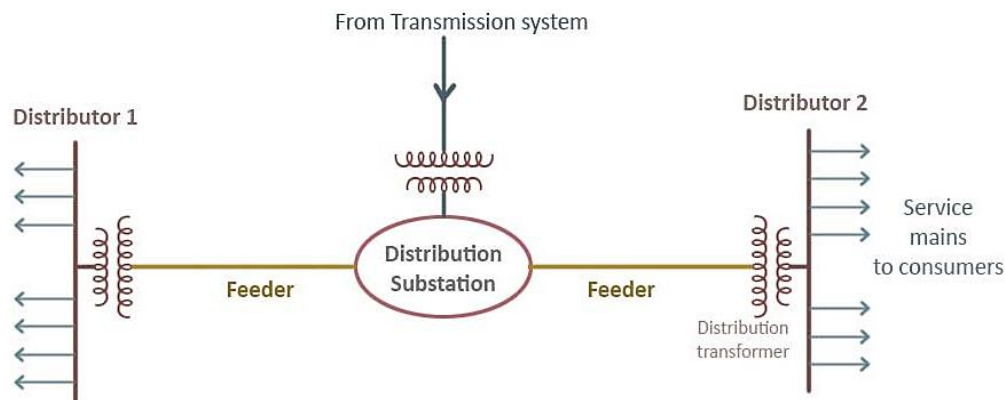 From Transmission system
Distributor 1
Distributor 2
Distribution
Substation
Feeder
Feeder
Service
mains
to consumers
Distribution
transformer